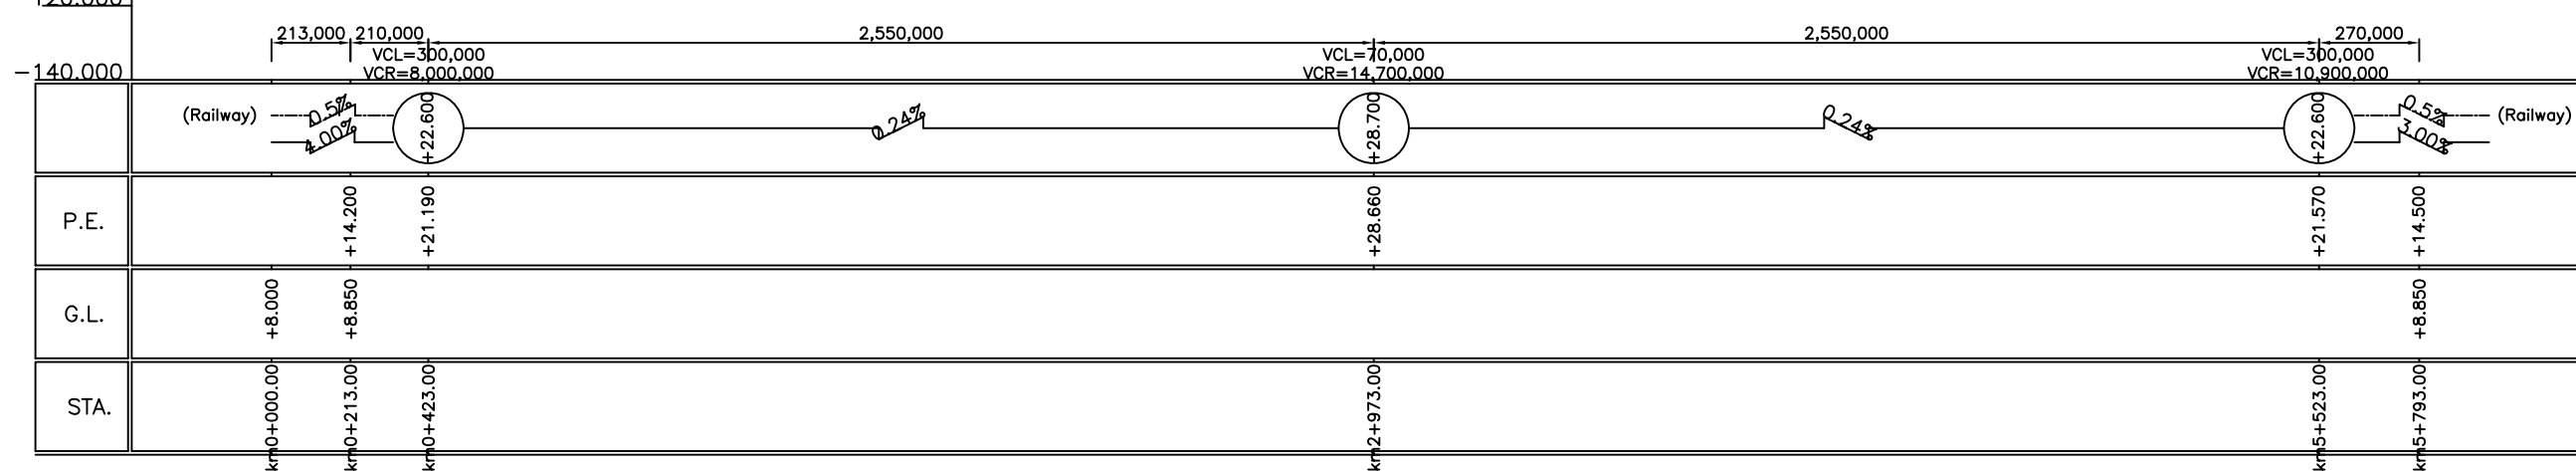 213,000 210,000 2,550,000 2,550,000 270,000
VCL=300,000 VCL=70,000 VCL=300,000
-140.000 VCR=8,000,000 VCR=14,700,000 VCR=10,900,000
(Railway) 0.5% 4.00% +22.600 0.24% +28.700 0.24% +22.600 0.5% 3.00% (Railway)
P.E. +14.200 +21.190 +28.660 +21.570 +14.500
G.L. +8.000 +8.850 +8.850
STA. km0+000.00 km0+213.00 km0+423.00 km2+973.00 km5+523.00 km5+793.00